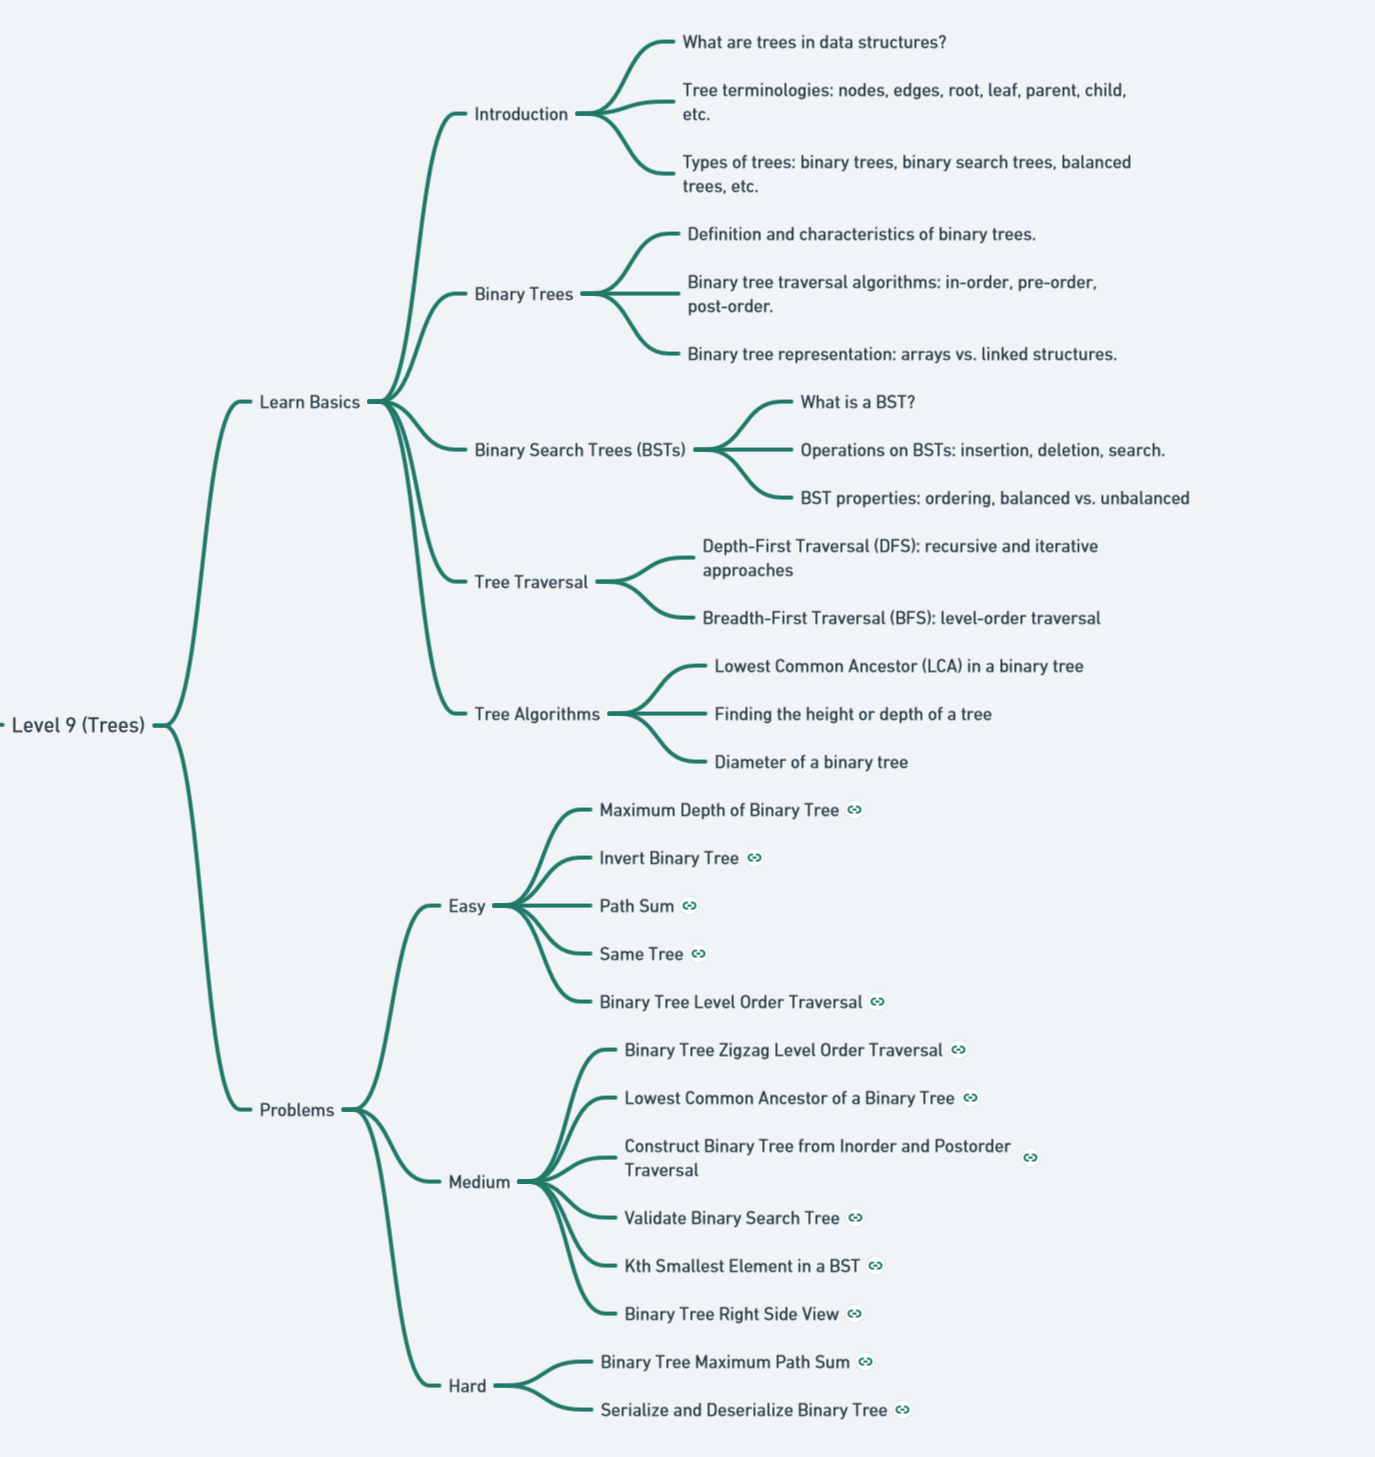 What are trees in data structures?
Tree terminologies: nodes, edges, root, leaf, parent, child,
etc.
Introduction
Types of trees: binary trees, binary search trees, balanced
trees, etc.
Definition and characteristics of binary trees.
Binary tree traversal algorithms: in-order, pre-order,
post-order.
Binary Trees
Binary tree representation: arrays vs. linked structures.
Learn Basics
What is a BST?
Binary Search Trees (BSTs)
Operations on BSTs: insertion, deletion, search.
BST properties: ordering, balanced vs. unbalanced
Depth-First Traversal (DFS): recursive and iterative
approaches
Tree Traversal
Breadth-First Traversal (BFS): level-order traversal
Lowest Common Ancestor (LCA) in a binary tree
Tree Algorithms
Finding the height or depth of a tree
Level 9 (Trees)
Diameter of a binary tree
Maximum Depth of Binary Tree
Invert Binary Tree
Easy
Path Sum
Same Tree
Binary Tree Level Order Traversal
Binary Tree Zigzag Level Order Traversal
Problems
Lowest Common Ancestor of a Binary Tree
Construct Binary Tree from Inorder and Postorder
Traversal
Medium
Validate Binary Search Tree
Kth Smallest Element in a BST
Binary Tree Right Side View
Binary Tree Maximum Path Sum
Hard
Serialize and Deserialize Binary Tree